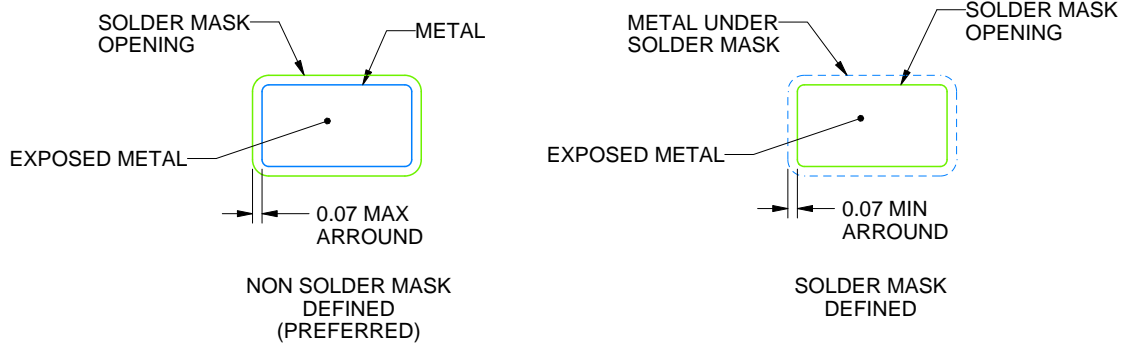 SOLDER MASK
OPENING
METAL
EXPOSED METAL
0.07 MAX
ARROUND
NON SOLDER MASK
DEFINED
(PREFERRED)
METAL UNDER
SOLDER MASK
SOLDER MASK
OPENING
EXPOSED METAL
0.07 MIN
ARROUND
SOLDER MASK
DEFINED